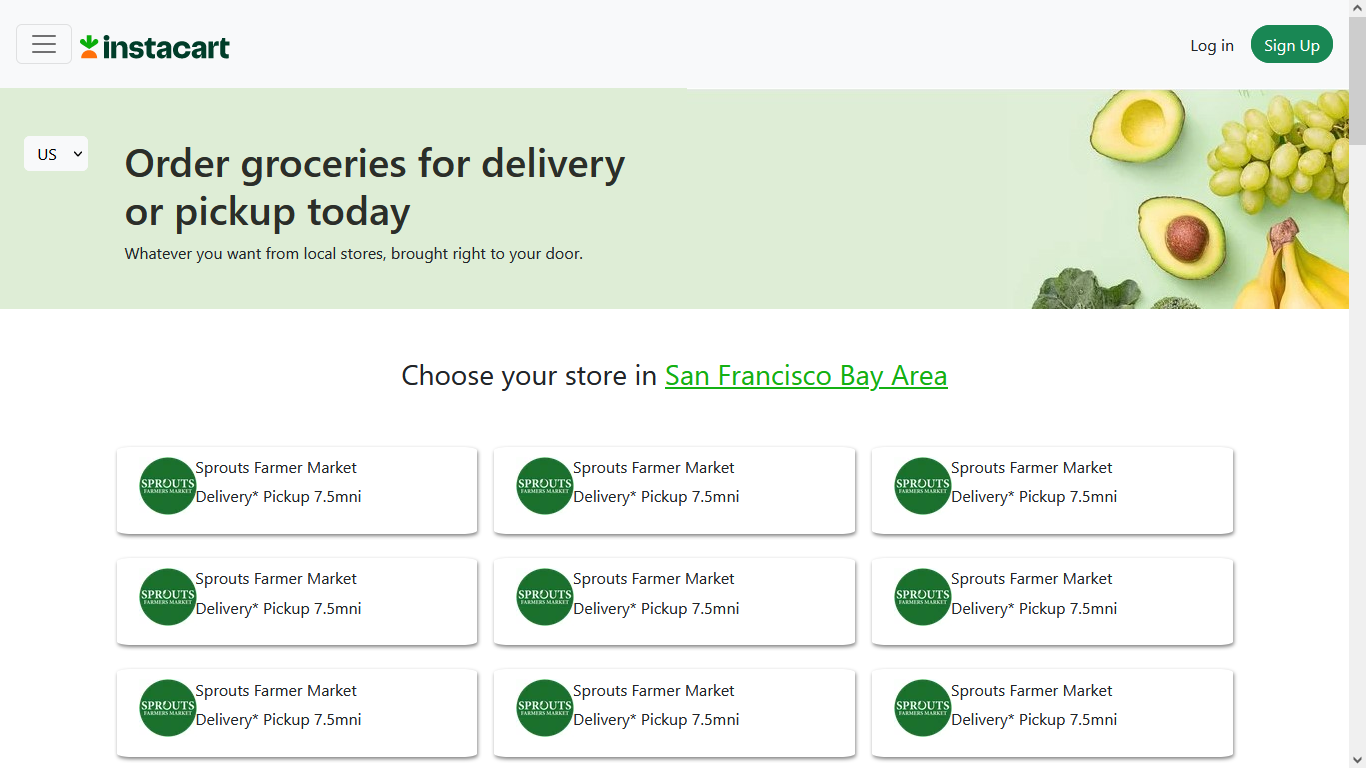 instacart
Log in
Sign Up
US
Order groceries for delivery
or pickup today
Whatever you want from local stores, brought right to your door.
Choose your store in San Francisco Bay Area
SPROUTS
FARMERS MARKET
Sprouts Farmer Market
Delivery* Pickup 7.5mni
SPROUTS
FARMERS MARKET
Sprouts Farmer Market
Delivery* Pickup 7.5mni
SPROUTS
FARMERS MARKET
Sprouts Farmer Market
Delivery* Pickup 7.5mni
SPROUTS
FARMERS MARKET
Sprouts Farmer Market
Delivery* Pickup 7.5mni
SPROUTS
FARMERS MARKET
Sprouts Farmer Market
Delivery* Pickup 7.5mni
SPROUTS
FARMERS MARKET
Sprouts Farmer Market
Delivery* Pickup 7.5mni
SPROUTS
FARMERS MARKET
Sprouts Farmer Market
Delivery* Pickup 7.5mni
SPROUTS
FARMERS MARKET
Sprouts Farmer Market
Delivery* Pickup 7.5mni
SPROUTS
FARMERS MARKET
Sprouts Farmer Market
Delivery* Pickup 7.5mni